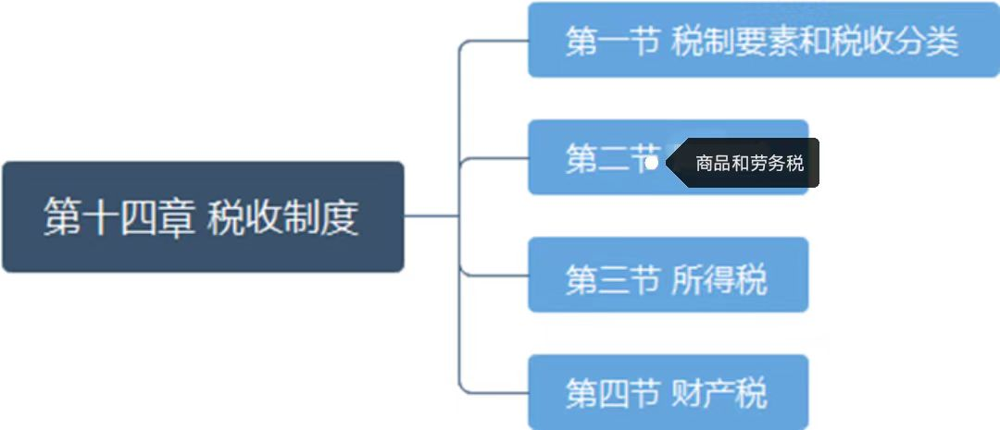 第一节 税制要素和税收分类
第二节
商品和劳务税
第十四章 税收制度
第三节 所得税
第四节 财产税